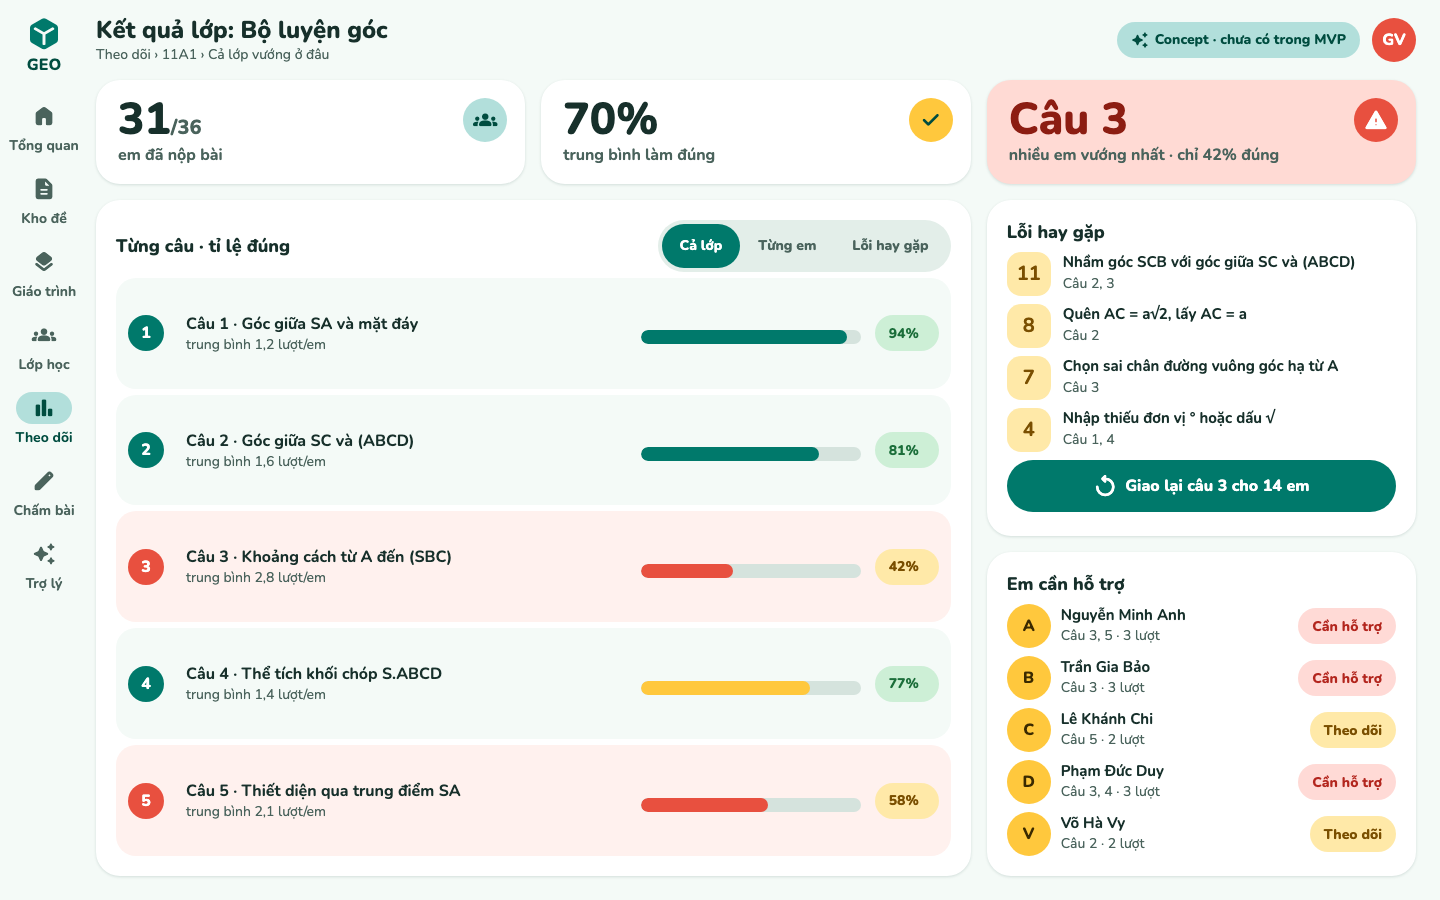 GEO
Tổng quan
Kho đề
Giáo trình
Lớp học
Theo dõi
Chấm bài
Trợ lý
Kết quả lớp: Bộ luyện góc
Theo dõi › 11A1 › Cả lớp vướng ở đâu
Concept · chưa có trong MVP
GV
31/36
em đã nộp bài
70%
trung bình làm đúng
Câu 3
nhiều em vướng nhất · chỉ 42% đúng
Từng câu · tỉ lệ đúng
Cả lớp
Từng em
Lỗi hay gặp
1
Câu 1 · Góc giữa SA và mặt đáy
trung bình 1,2 lượt/em
94%
2
Câu 2 · Góc giữa SC và (ABCD)
trung bình 1,6 lượt/em
81%
3
Câu 3 · Khoảng cách từ A đến (SBC)
trung bình 2,8 lượt/em
42%
4
Câu 4 · Thể tích khối chóp S.ABCD
trung bình 1,4 lượt/em
77%
5
Câu 5 · Thiết diện qua trung điểm SA
trung bình 2,1 lượt/em
58%
Lỗi hay gặp
11
Nhầm góc SCB với góc giữa SC và (ABCD)
Câu 2, 3
8
Quên AC = a√2, lấy AC = a
Câu 2
7
Chọn sai chân đường vuông góc hạ từ A
Câu 3
4
Nhập thiếu đơn vị ° hoặc dấu √
Câu 1, 4
Giao lại câu 3 cho 14 em
Em cần hỗ trợ
A
Nguyễn Minh Anh
Câu 3, 5 · 3 lượt
Cần hỗ trợ
B
Trần Gia Bảo
Câu 3 · 3 lượt
Cần hỗ trợ
C
Lê Khánh Chi
Câu 5 · 2 lượt
Theo dõi
D
Phạm Đức Duy
Câu 3, 4 · 3 lượt
Cần hỗ trợ
V
Võ Hà Vy
Câu 2 · 2 lượt
Theo dõi